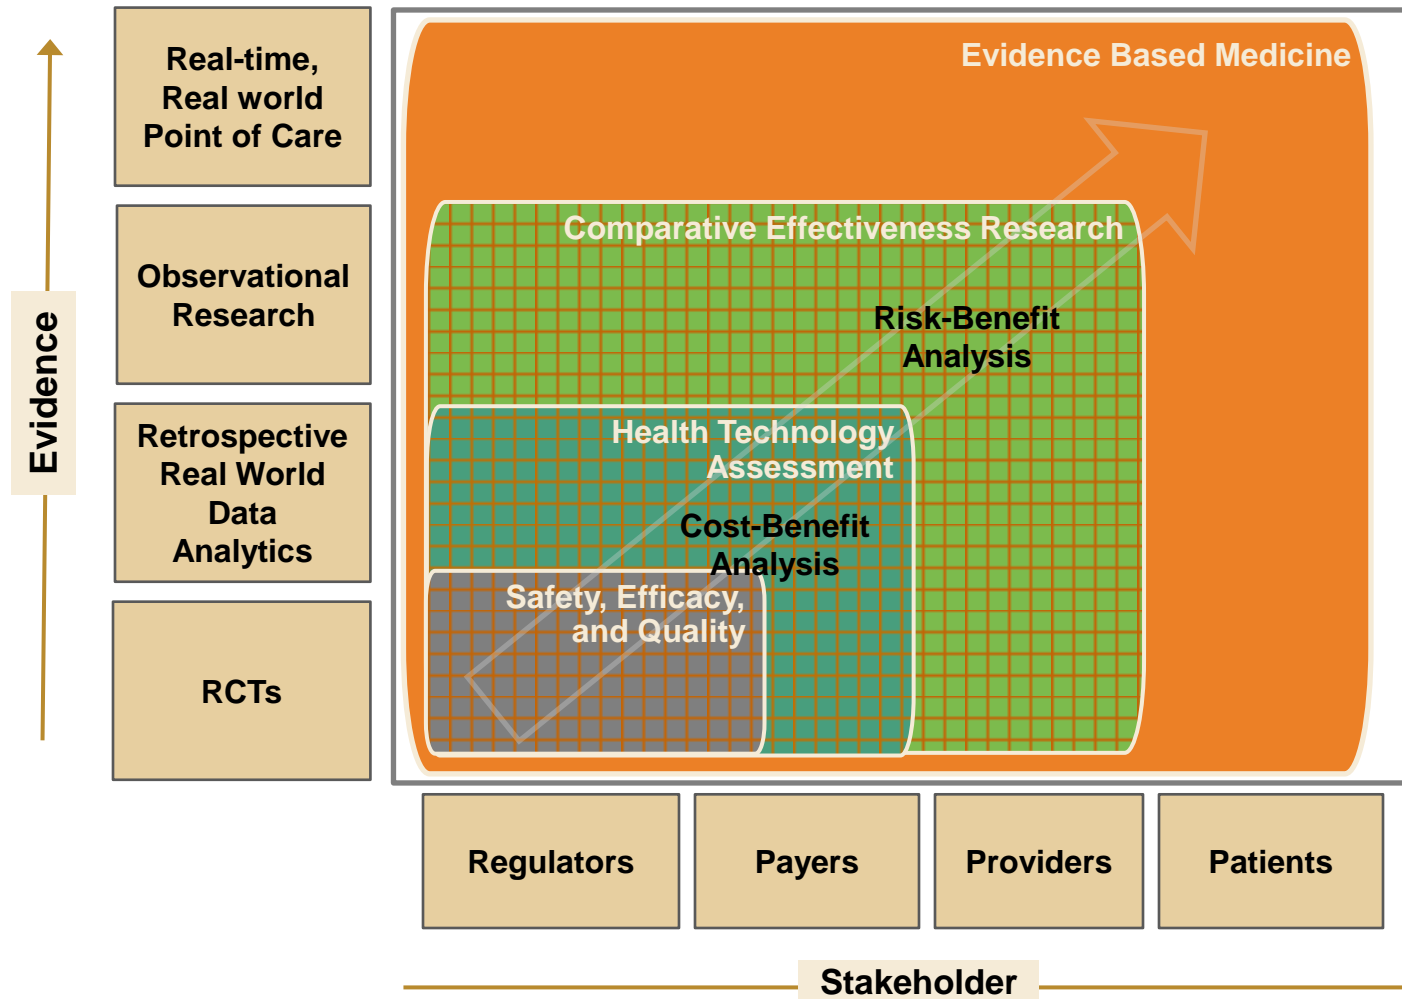 Real-time,
Real world
Point of Care
Evidence Based Medicine
Comparative Effectiveness Research
Observational
Research
Risk-Benefit
Analysis
Evidence
Retrospective
Real World
Data
Analytics
Health Technology
Assessment
Cost-Benefit
Analysis
Safety, Efficacy,
and Quality
RCTs
Regulators
Payers
Providers
Patients
Stakeholder